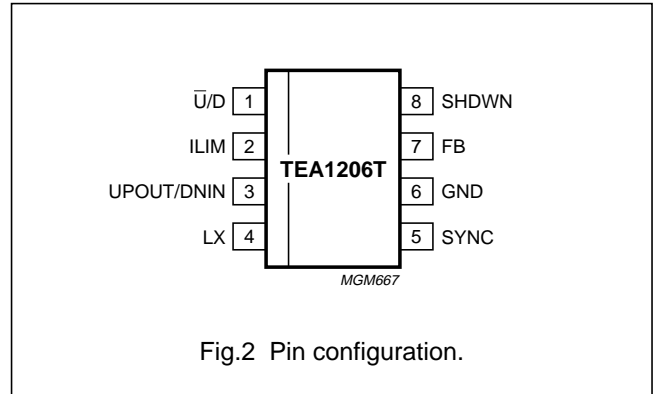 U̅/D 1
ILIM 2
UPOUT/DNIN 3
LX 4
TEA1206T
8 SHDWN
7 FB
6 GND
5 SYNC
MGM667
Fig.2 Pin configuration.